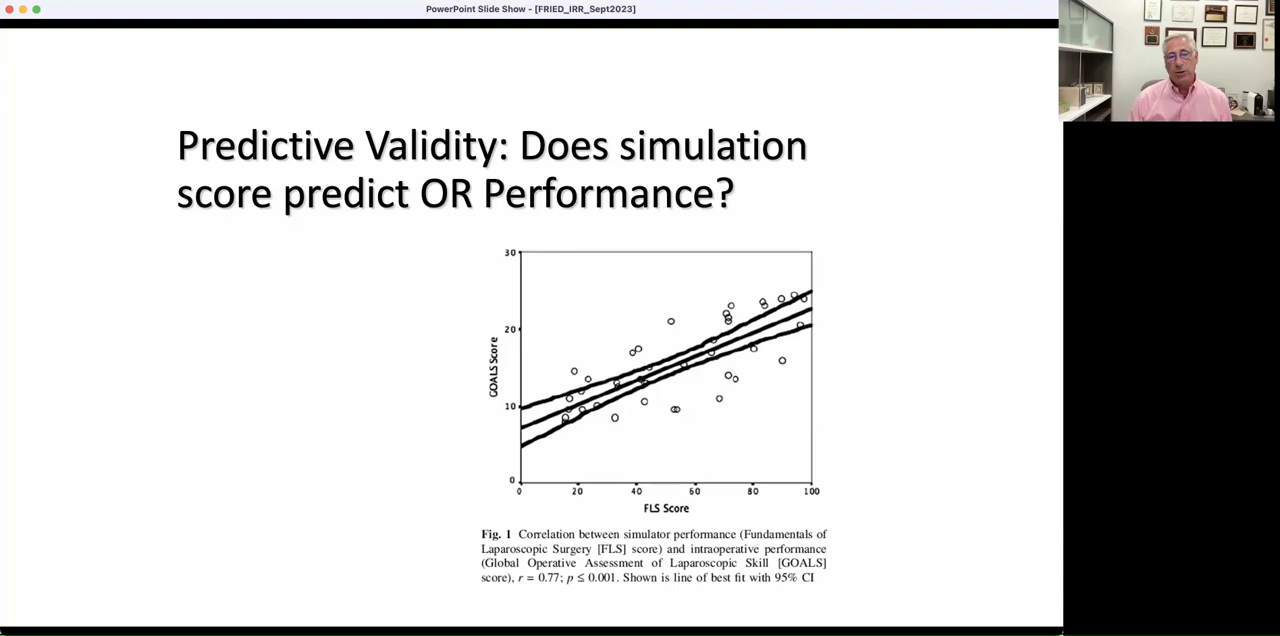 PowerPoint Slide Show - [FRIED_IRR_Sept2023]
Predictive Validity: Does simulation
score predict OR Performance?
30
20
10
0
GOALS Score
0 20 40 60 80 100
FLS Score
Fig. 1 Correlation between simulator performance (Fundamentals of
Laparoscopic Surgery [FLS] score) and intraoperative performance
(Global Operative Assessment of Laparoscopic Skill [GOALS]
score), r = 0.77; p ≤ 0.001. Shown is line of best fit with 95% CI